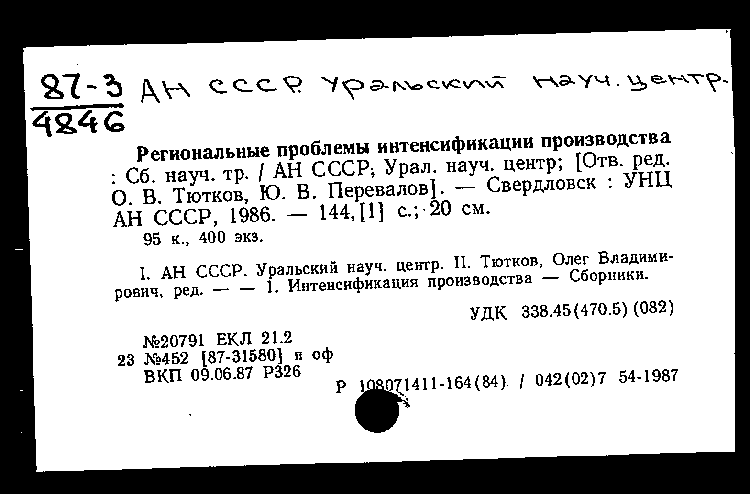 87-3
4846
АН СССР. Уральский науч. центр.
Региональные проблемы интенсификации производства
: Сб. науч. тр. / АН СССР, Урал. науч. центр; [Отв. ред.
О. В. Тютков, Ю. В. Перевалов]. — Свердловск : УНЦ
АН СССР, 1986. — 144,[1] с.; 20 см.
95 к., 400 экз.
I. АН СССР. Уральский науч. центр. II. Тютков, Олег Владими-
рович, ред. — — 1. Интенсификация производства — Сборники.
УДК 338.45(470.5)(082)
№20791 ЕКЛ 21.2
23 №452 [87-31580] п оф
ВКП 09.06.87 Р326
Р 108071411-164(84) / 042(02)7 54-1987